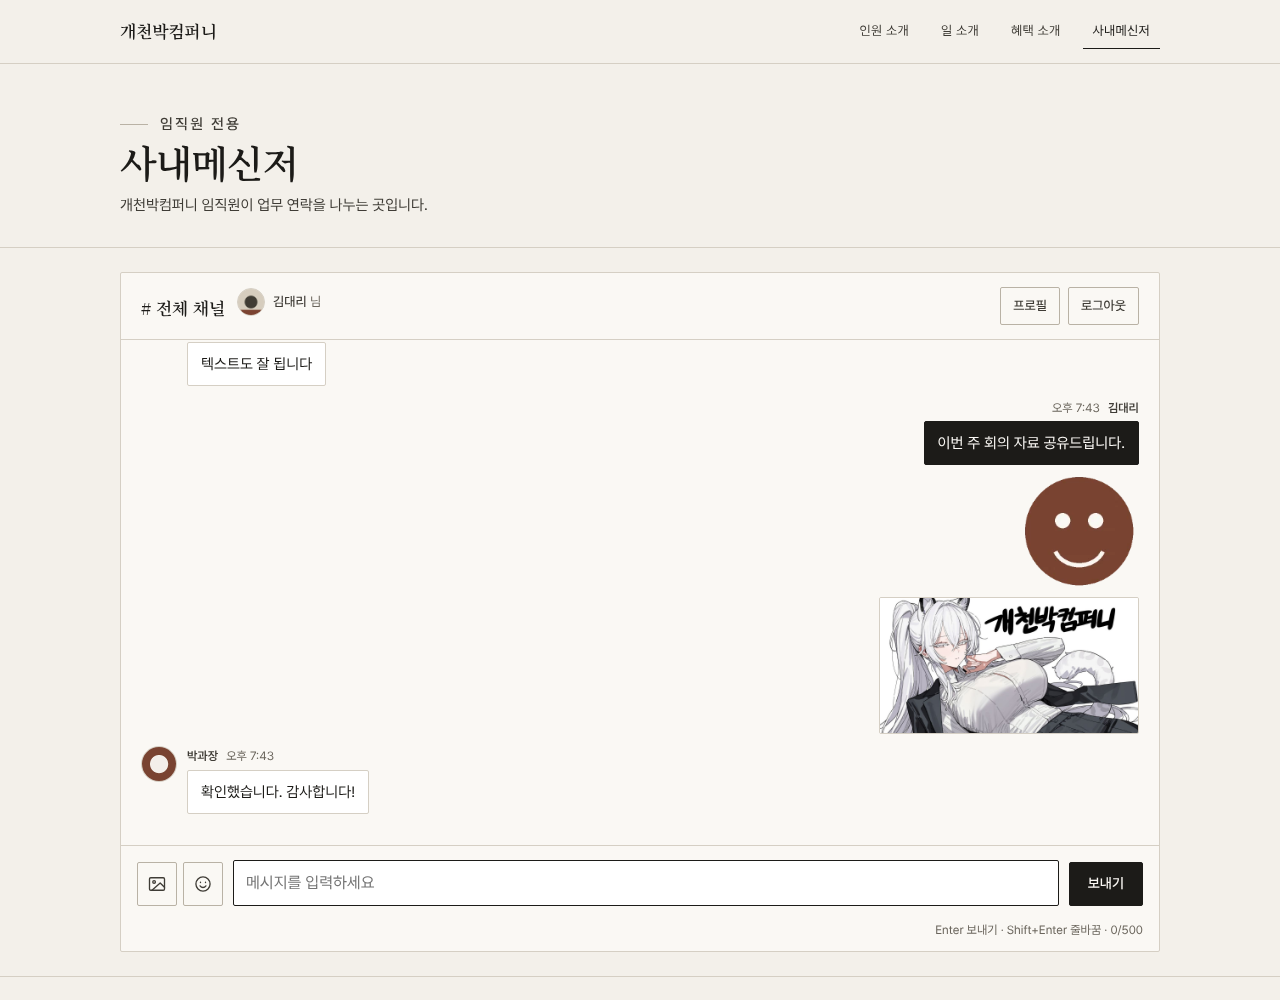 개천박컴퍼니
인원 소개
일 소개
혜택 소개
사내메신저
임직원 전용
사내메신저
개천박컴퍼니 임직원이 업무 연락을 나누는 곳입니다.
# 전체 채널
김대리 님
프로필
로그아웃
텍스트도 잘 됩니다
오후 7:43 김대리
이번 주 회의 자료 공유드립니다.
개천박컴퍼니
박과장 오후 7:43
확인했습니다. 감사합니다!
메시지를 입력하세요
보내기
Enter 보내기 · Shift+Enter 줄바꿈 · 0/500